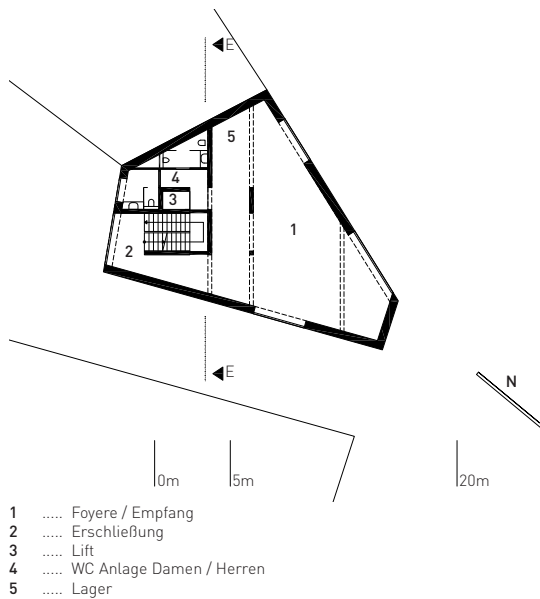 E
5
4
3
1
2
E
N
0m 5m 20m
1 ..... Foyere / Empfang
2 ..... Erschließung
3 ..... Lift
4 ..... WC Anlage Damen / Herren
5 ..... Lager